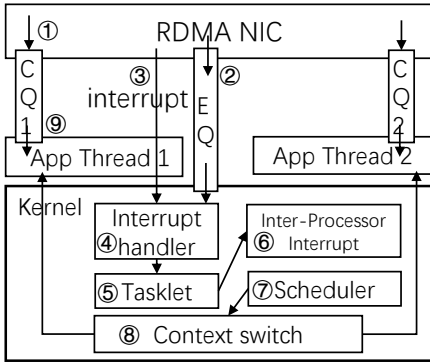 ① RDMA NIC
③ ②
interrupt
C
Q
1
E
Q
C
Q
2
⑨
App Thread 1
App Thread 2
Kernel
Interrupt
④handler
Inter-Processor
⑥ Interrupt
⑤Tasklet
⑦Scheduler
⑧ Context switch